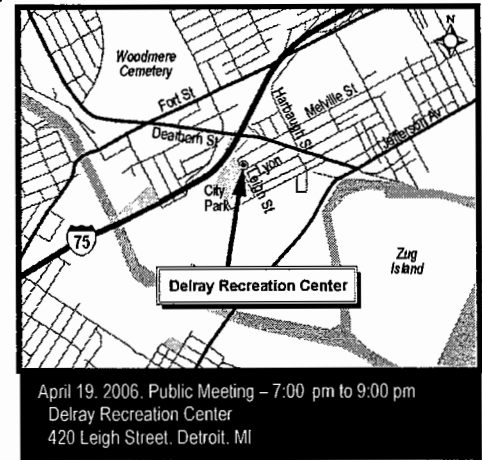 N
Woodmere
Cemetery
Fort St
Dearborn St
Harbaugh St
Melville St
Jefferson Av
Lyon
Leigh St
City
Park
75
Zug
Island
Delray Recreation Center
April 19. 2006. Public Meeting – 7:00 pm to 9:00 pm
Delray Recreation Center
420 Leigh Street. Detroit. MI